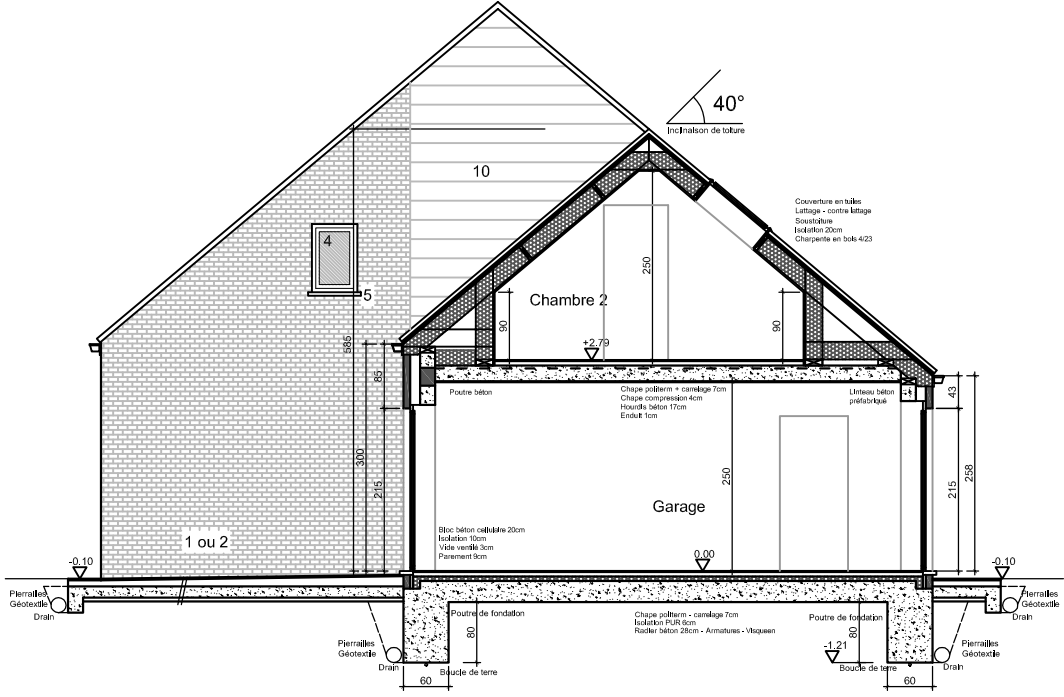 40°
Inclinaison de toiture
10
Couverture en tuiles
Lattage - contre lattage
Soustoiture
Isolation 20cm
Charpente en bois 4/23
4
5
250
Chambre 2
90
90
+2.79
585
85
300
215
Poutre béton
Chape politerm + carrelage 7cm
Chape compression 4cm
Hourdis béton 17cm
Enduit 1cm
Linteau béton
préfabriqué
43
250
215
258
Garage
Bloc béton cellulaire 20cm
Isolation 10cm
Vide ventilé 3cm
Parement 9cm
1 ou 2
0.00
-0.10
-0.10
Pierrailles
Géotextile
Drain
Pierrailles
Géotextile
Drain
Poutre de fondation
Chape politerm - carrelage 7cm
Isolation PUR 6cm
Radier béton 28cm - Armatures - Visqueen
Poutre de fondation
80
80
Pierrailles
Géotextile
Drain
Pierrailles
Géotextile
Drain
-1.21
Boucle de terre
Boucle de terre
60
60